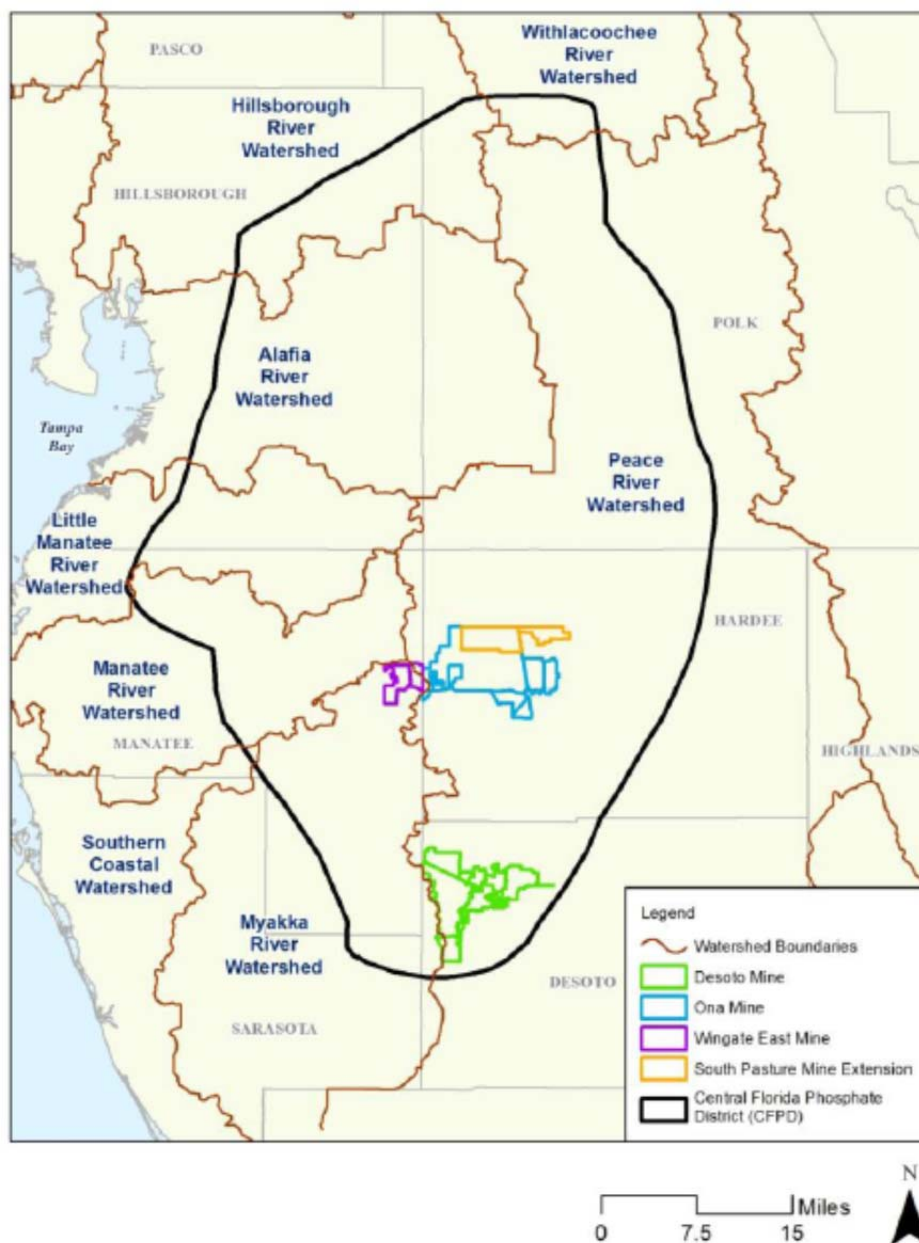 PASCO
Withlacoochee
River
Watershed
Hillsborough
River
Watershed
HILLSBOROUGH
POLK
Alafia
River
Watershed
Tampa
Bay
Peace
River
Watershed
Little
Manatee
River
Watershed
HARDEE
Manatee
River
Watershed
MANATEE
HIGHLANDS
Southern
Coastal
Watershed
Myakka
River
Watershed
DESOTO
SARASOTA
Legend
Watershed Boundaries
Desoto Mine
Ona Mine
Wingate East Mine
South Pasture Mine Extension
Central Florida Phosphate
District (CFPD)
N
Miles
0 7.5 15